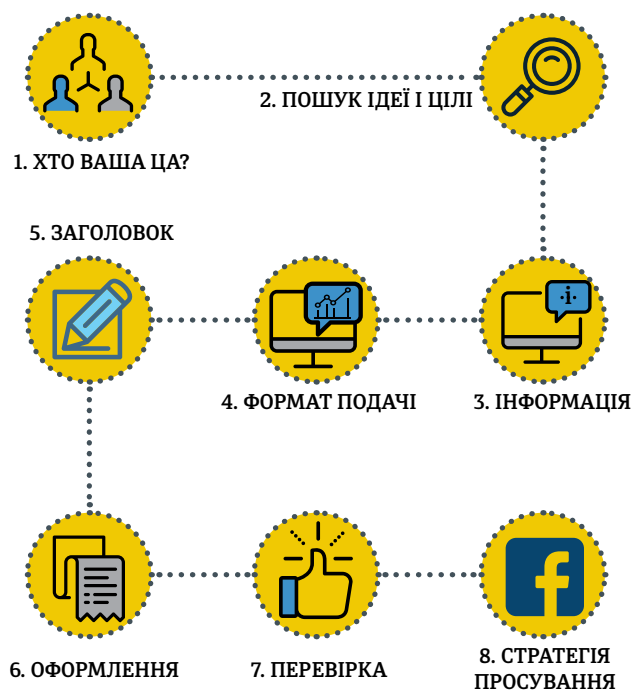 1. ХТО ВАША ЦА?
2. ПОШУК ІДЕЇ І ЦІЛІ
·i·
3. ІНФОРМАЦІЯ
4. ФОРМАТ ПОДАЧІ
5. ЗАГОЛОВОК
6. ОФОРМЛЕННЯ
7. ПЕРЕВІРКА
f
8. СТРАТЕГІЯ
ПРОСУВАННЯ